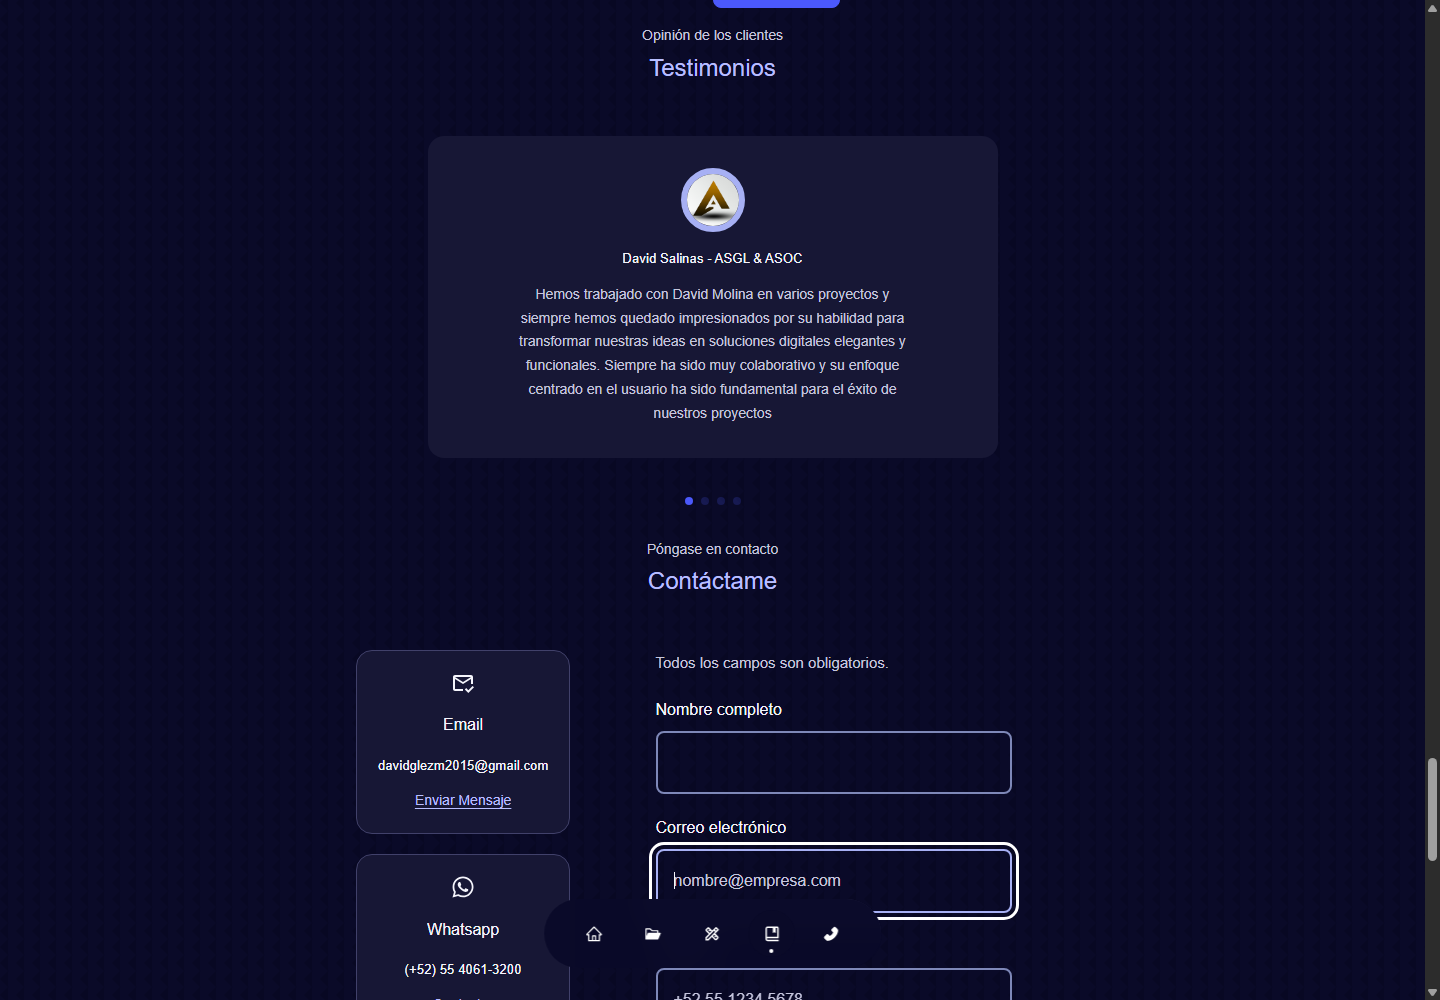 Opinión de los clientes
Testimonios
David Salinas - ASGL & ASOC
Hemos trabajado con David Molina en varios proyectos y
siempre hemos quedado impresionados por su habilidad para
transformar nuestras ideas en soluciones digitales elegantes y
funcionales. Siempre ha sido muy colaborativo y su enfoque
centrado en el usuario ha sido fundamental para el éxito de
nuestros proyectos
Póngase en contacto
Contáctame
Email
davidglezm2015@gmail.com
Enviar Mensaje
Whatsapp
(+52) 55 4061-3200
Todos los campos son obligatorios.
Nombre completo
Correo electrónico
nombre@empresa.com
+52 55 1234 5678